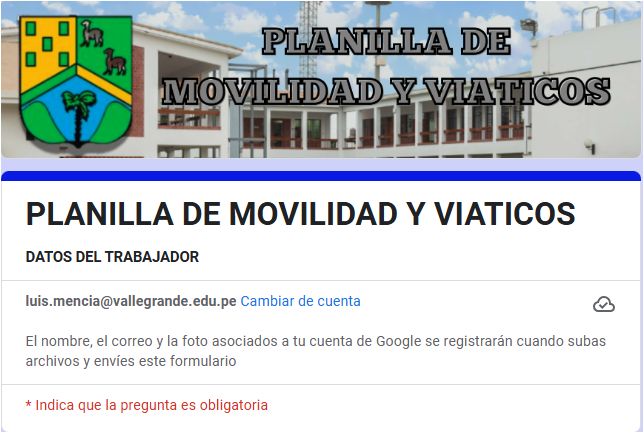 PLANILLA DE
MOVILIDAD Y VIATICOS
PLANILLA DE MOVILIDAD Y VIATICOS
DATOS DEL TRABAJADOR
luis.mencia@vallegrande.edu.pe Cambiar de cuenta
El nombre, el correo y la foto asociados a tu cuenta de Google se registrarán cuando subas
archivos y envíes este formulario
* Indica que la pregunta es obligatoria